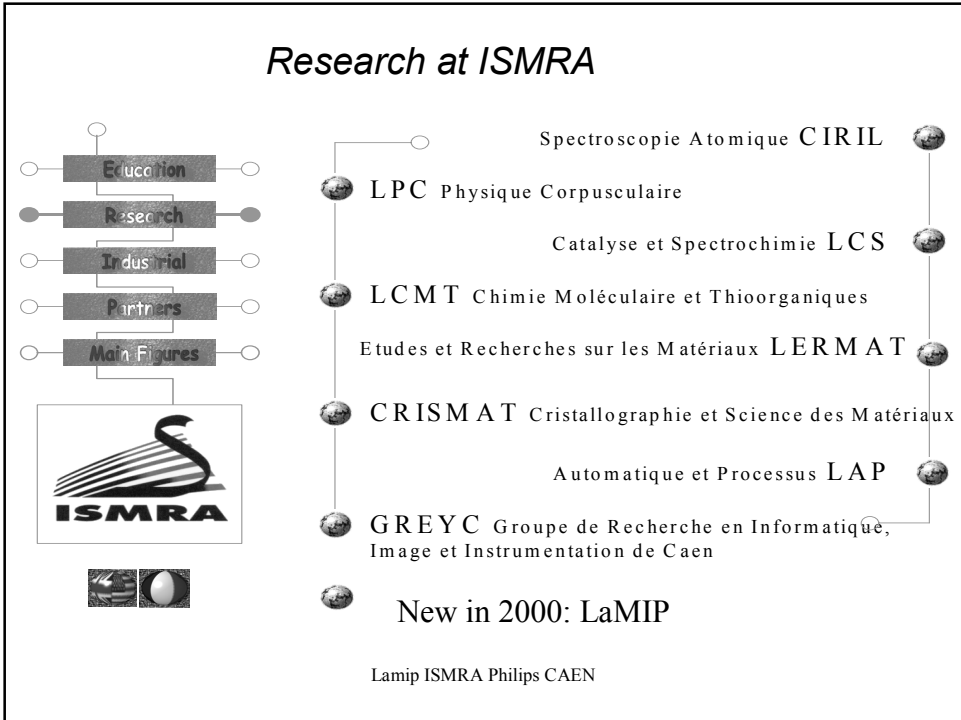 Research at ISMRA
Education
Research
Industrial
Partners
Main Figures
ISMRA
Spectroscopie Atomique CIRIL
LPC Physique Corpusculaire
Catalyse et Spectrochimie LCS
LCMT Chimie Moléculaire et Thioorganiques
Etudes et Recherches sur les Matériaux LERMAT
CRISMAT Cristallographie et Science des Matériaux
Automatique et Processus LAP
GREYC Groupe de Recherche en Informatique,
Image et Instrumentation de Caen
New in 2000: LaMIP
Lamip ISMRA Philips CAEN